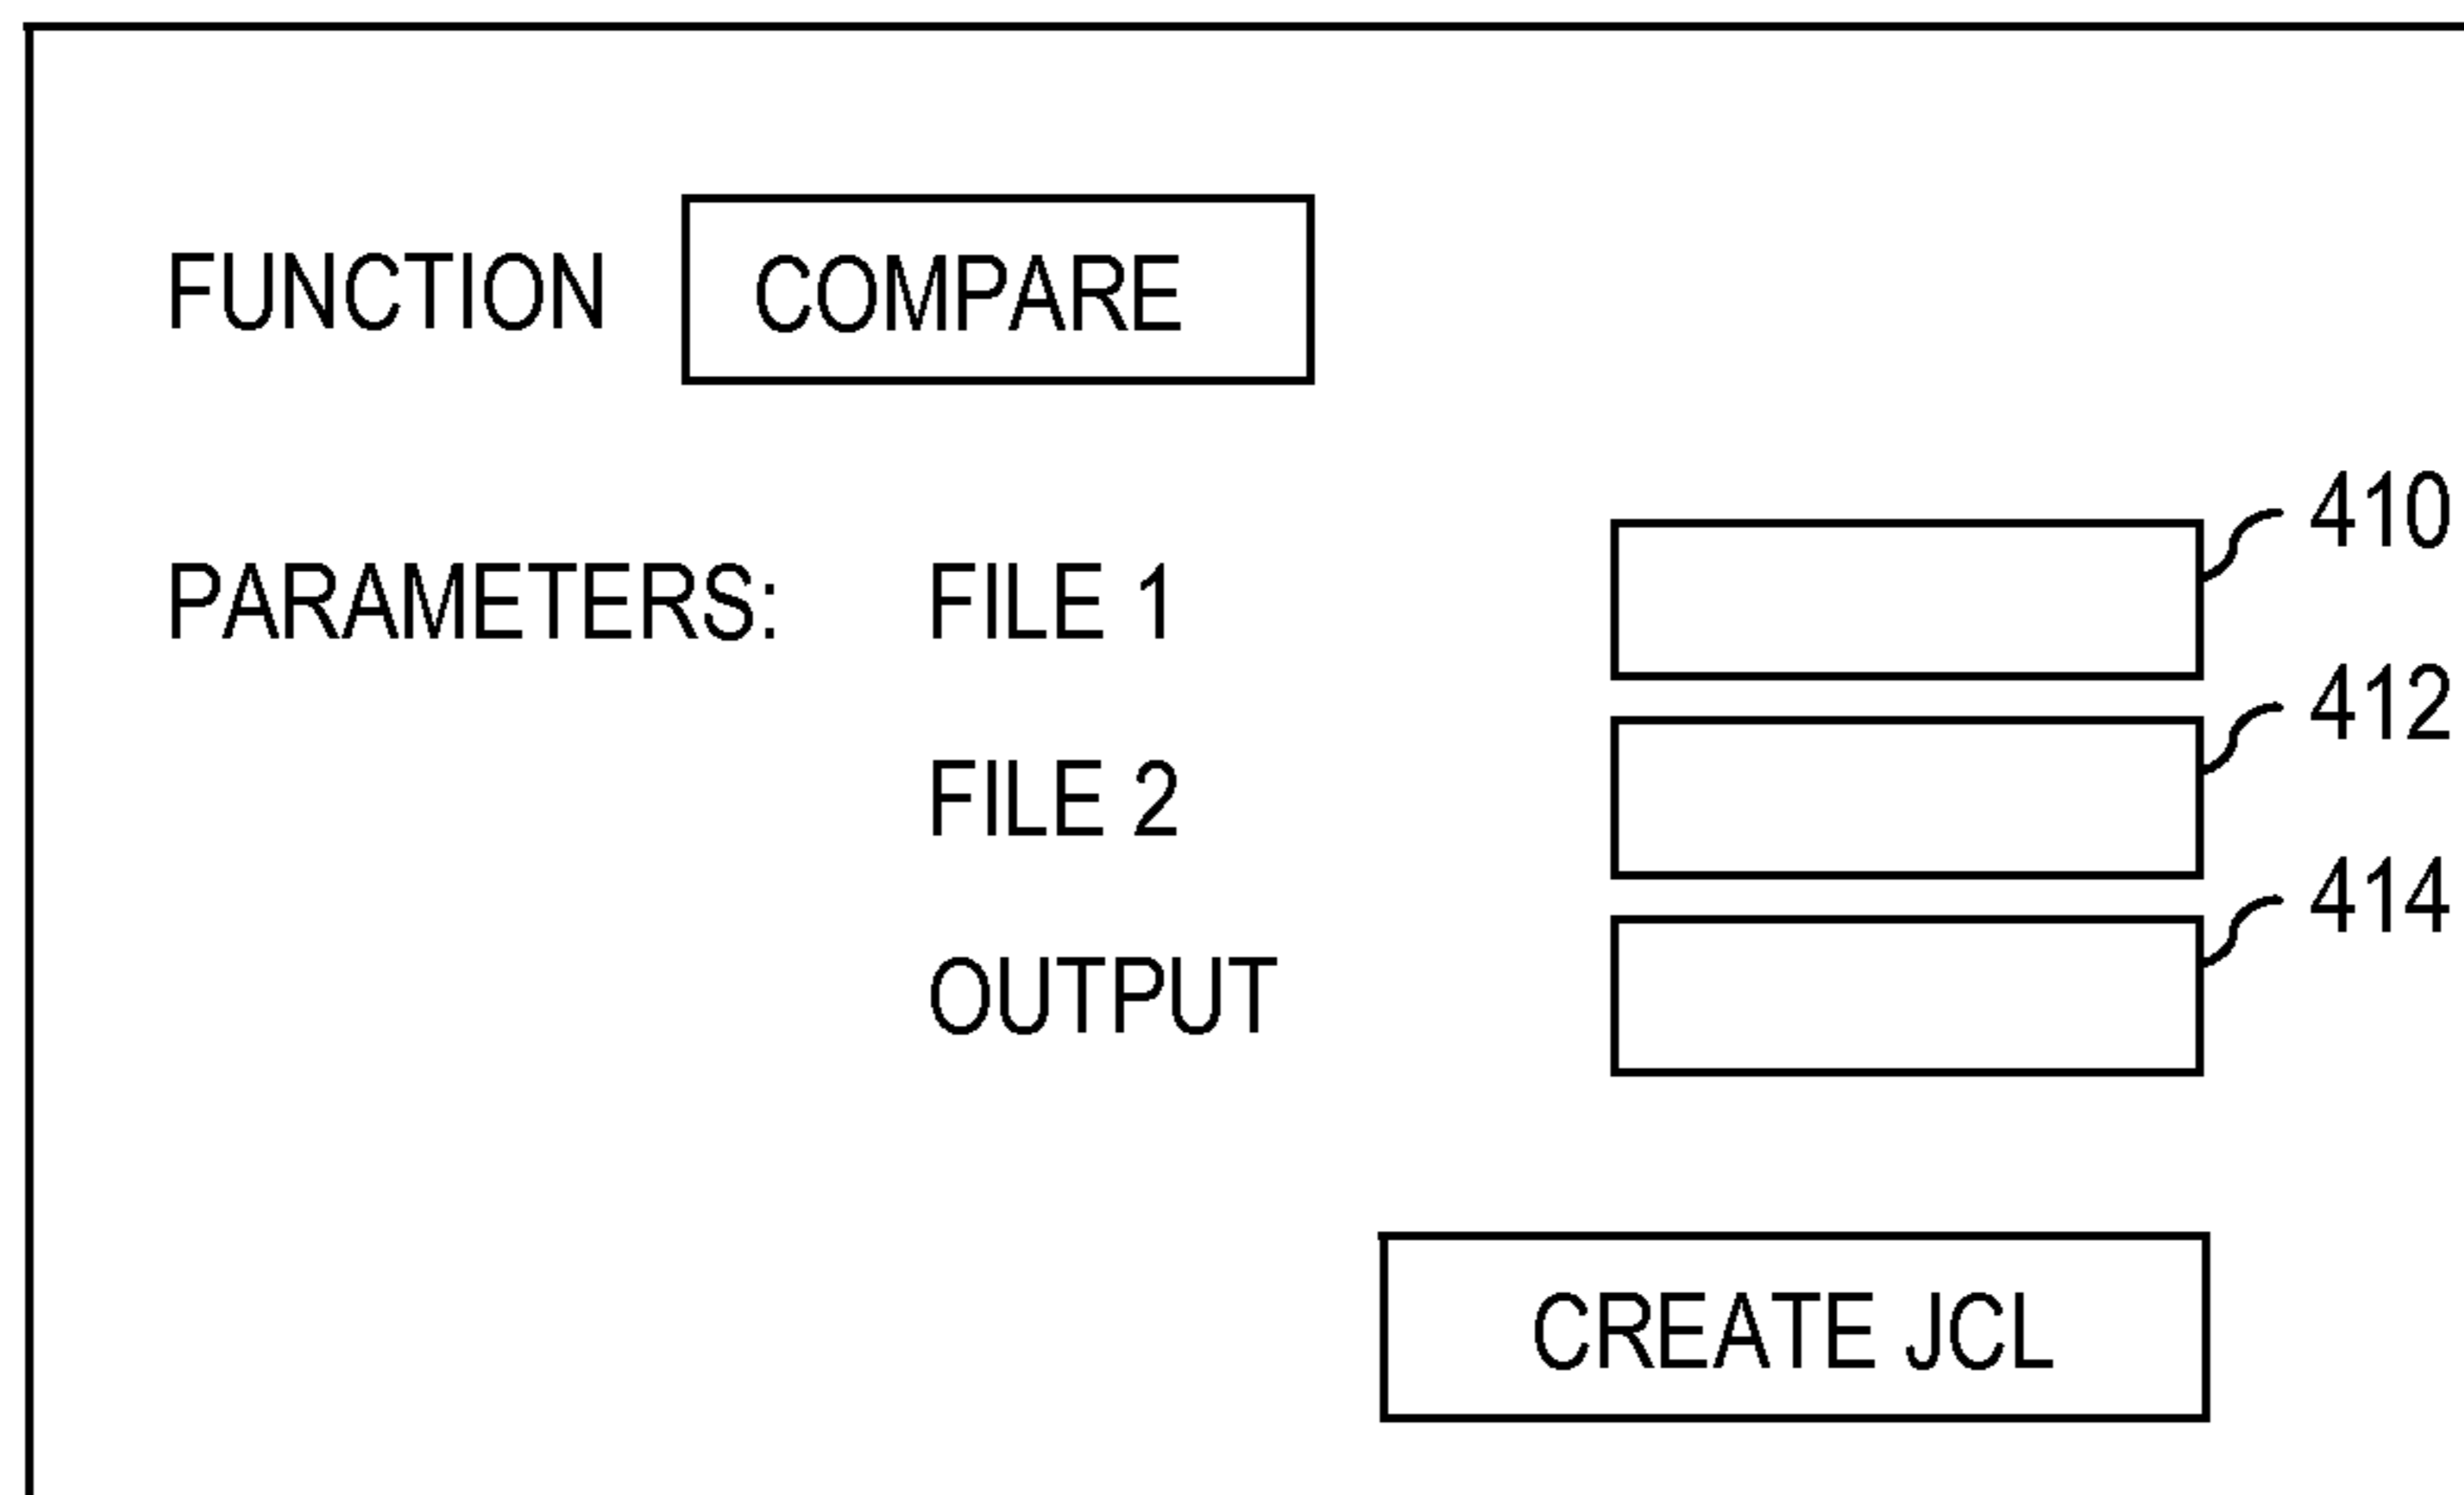 FUNCTION COMPARE
410
PARAMETERS: FILE 1
412
FILE 2
414
OUTPUT
CREATE JCL